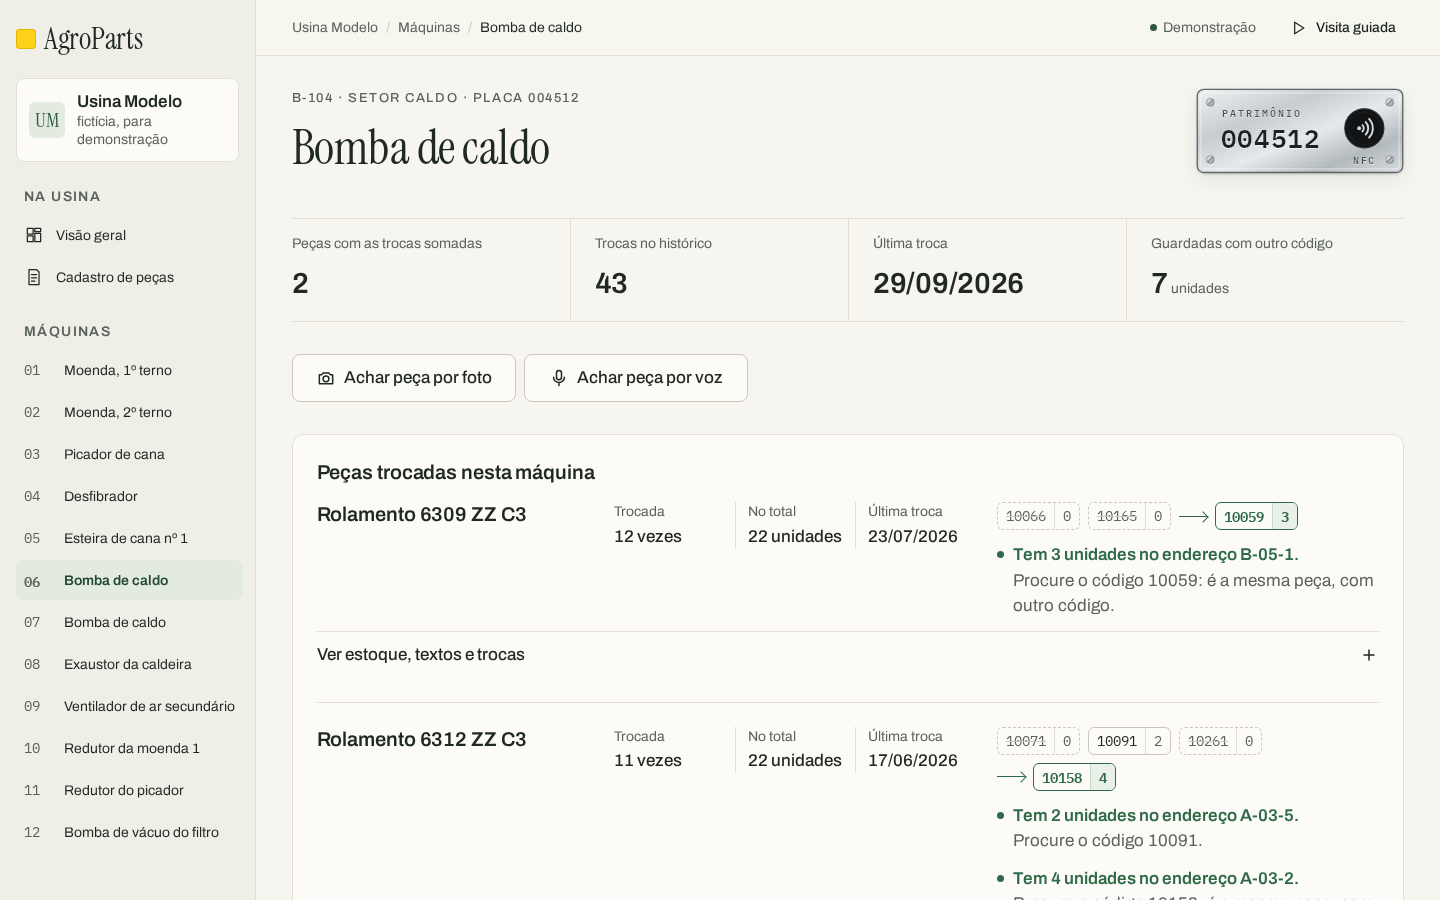 AgroParts
UM
Usina Modelo
fictícia, para
demonstração
NA USINA
Visão geral
Cadastro de peças
MÁQUINAS
01 Moenda, 1º terno
02 Moenda, 2º terno
03 Picador de cana
04 Desfibrador
05 Esteira de cana nº 1
06 Bomba de caldo
07 Bomba de caldo
08 Exaustor da caldeira
09 Ventilador de ar secundário
10 Redutor da moenda 1
11 Redutor do picador
12 Bomba de vácuo do filtro
Usina Modelo / Máquinas / Bomba de caldo
Demonstração
Visita guiada
B-104 · SETOR CALDO · PLACA 004512
Bomba de caldo
PATRIMÔNIO
004512
NFC
Peças com as trocas somadas
2
Trocas no histórico
43
Última troca
29/09/2026
Guardadas com outro código
7 unidades
Achar peça por foto
Achar peça por voz
Peças trocadas nesta máquina
Rolamento 6309 ZZ C3
Trocada
12 vezes
No total
22 unidades
Última troca
23/07/2026
10066 0 10165 0 10059 3
Tem 3 unidades no endereço B-05-1.
Procure o código 10059: é a mesma peça, com
outro código.
Ver estoque, textos e trocas
Rolamento 6312 ZZ C3
Trocada
11 vezes
No total
22 unidades
Última troca
17/06/2026
10071 0 10091 2 10261 0
10158 4
Tem 2 unidades no endereço A-03-5.
Procure o código 10091.
Tem 4 unidades no endereço A-03-2.